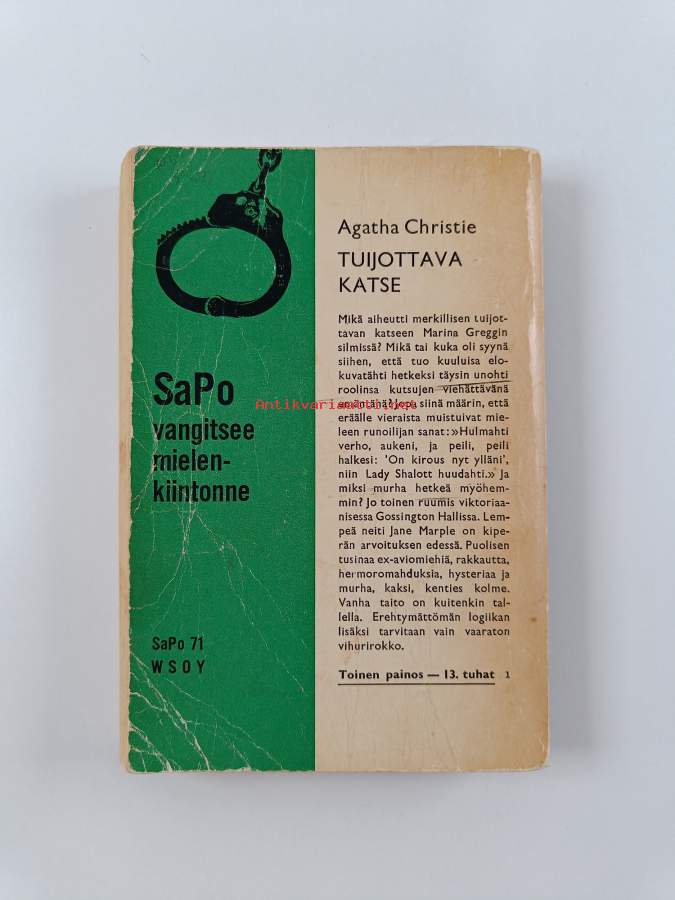 SaPo
vangitsee
mielen-
kiintonne
SaPo 71
WSOY
Agatha Christie
TUIJOTTAVA
KATSE
Mikä aiheutti merkillisen tuijot-
tavan katseen Marina Greggin
silmissä? Mikä tai kuka oli syynä
siihen, että tuo kuuluisa elo-
kuvatähti hetkeksi täysin unohti
roolinsa kutsujen viehättävänä
siinä määrin, että
eräälle vieraista muistuivat mie-
leen runoilijan sanat: »Hulmahti
verho, aukeni, ja peili, peili
halkesi: 'On kirous nyt ylläni',
niin Lady Shalott huudahti.» Ja
miksi murha hetkeä myöhem-
min? Jo toinen ruumis viktoriaa-
nisessa Gossington Hallissa. Lem-
peä neiti Jane Marple on kipe-
rän arvoituksen edessä. Puolisen
tusinaa ex-aviomiehiä, rakkautta,
hermoromahduksia, hysteriaa ja
murha, kaksi, kenties kolme.
Vanha taito on kuitenkin tal-
lella. Erehtymättömän logiikan
lisäksi tarvitaan vain vaaraton
vihurirokko.
Toinen painos — 13. tuhat 1
Antikvariaatti.net